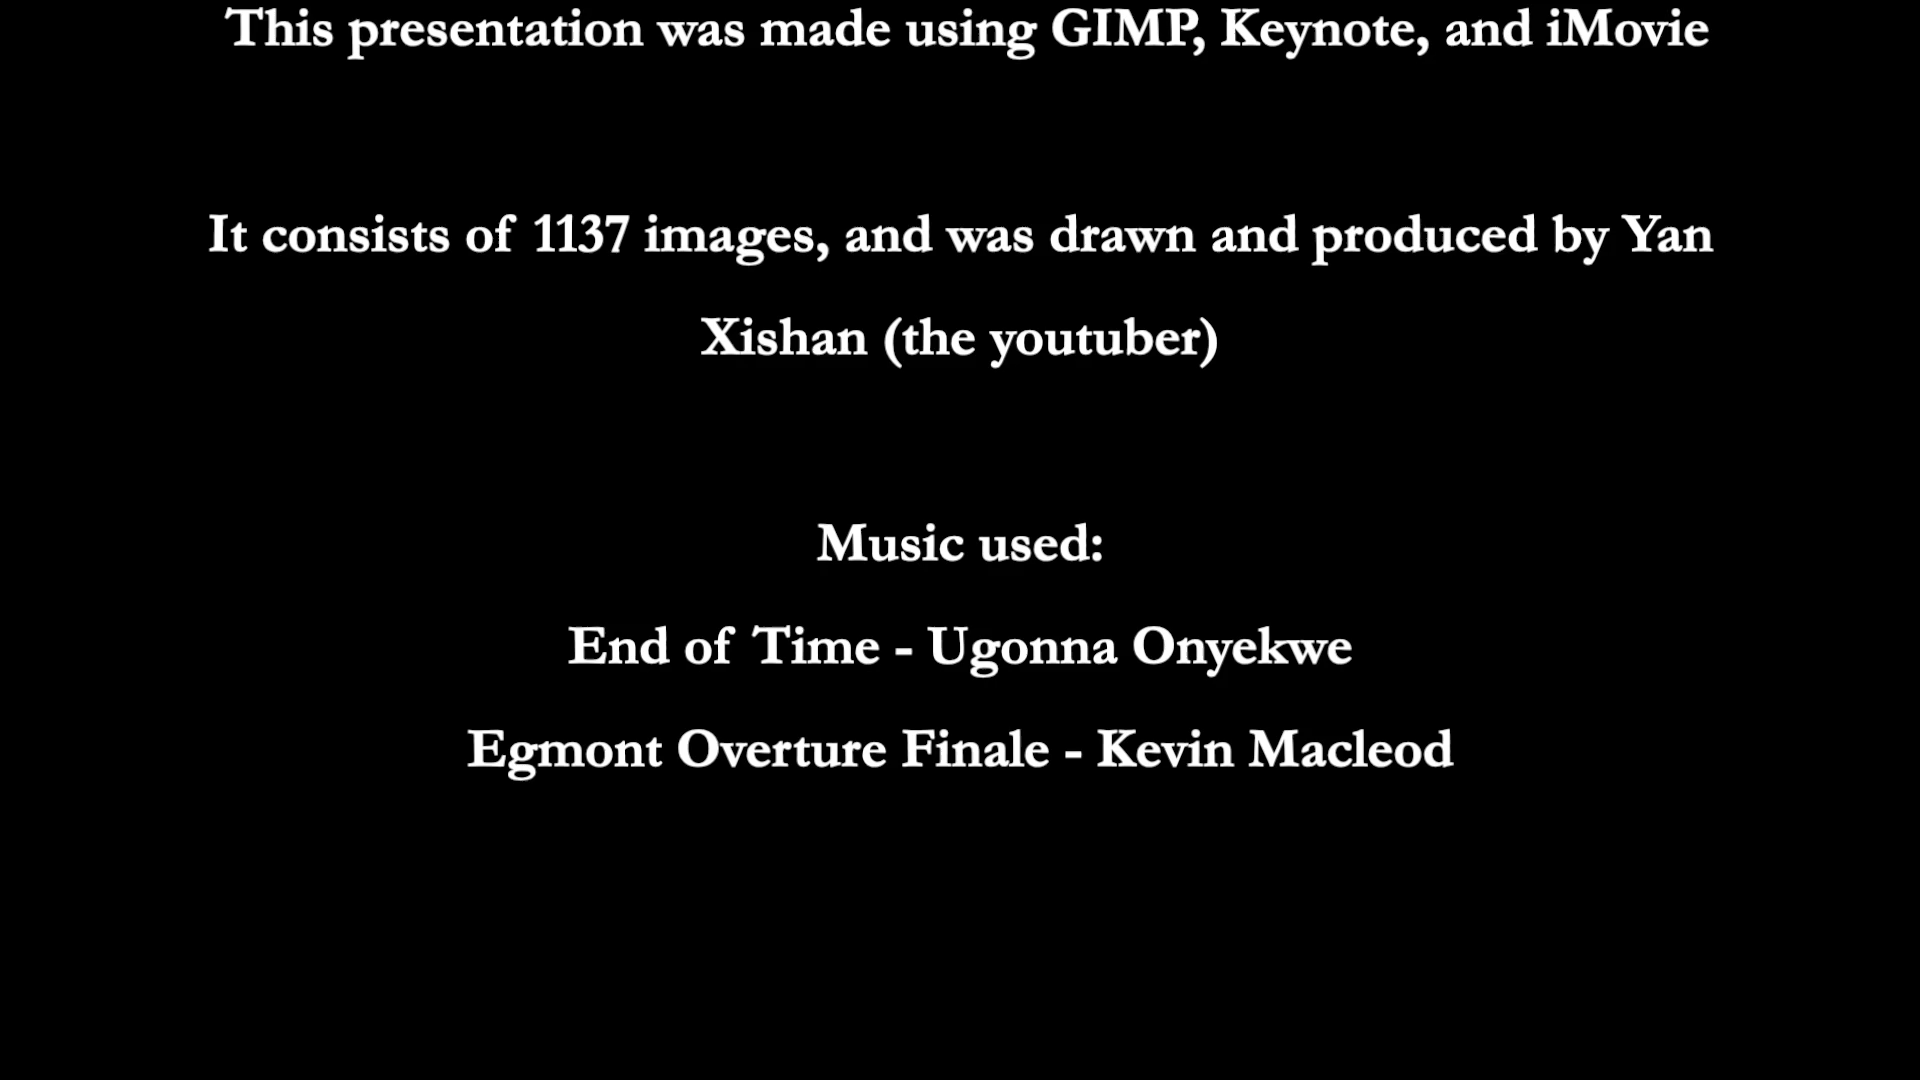 This presentation was made using GIMP, Keynote, and iMovie
It consists of 1137 images, and was drawn and produced by Yan
Xishan (the youtuber)
Music used:
End of Time - Ugonna Onyekwe
Egmont Overture Finale - Kevin Macleod